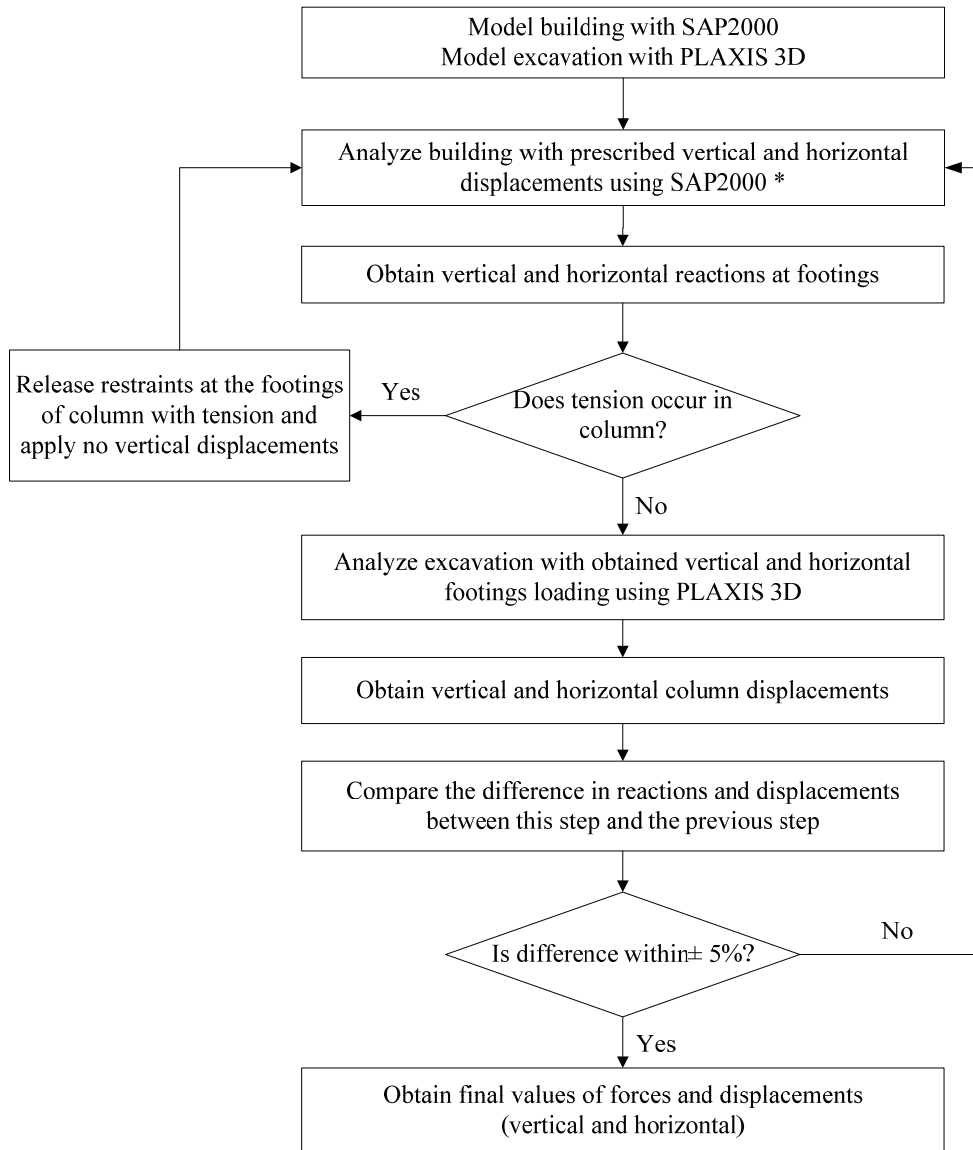 Model building with SAP2000
Model excavation with PLAXIS 3D
Analyze building with prescribed vertical and horizontal
displacements using SAP2000 *
Obtain vertical and horizontal reactions at footings
Release restraints at the footings
of column with tension and
apply no vertical displacements
Yes
Does tension occur in
column?
No
Analyze excavation with obtained vertical and horizontal
footings loading using PLAXIS 3D
Obtain vertical and horizontal column displacements
Compare the difference in reactions and displacements
between this step and the previous step
Is difference within± 5%?
No
Yes
Obtain final values of forces and displacements
(vertical and horizontal)